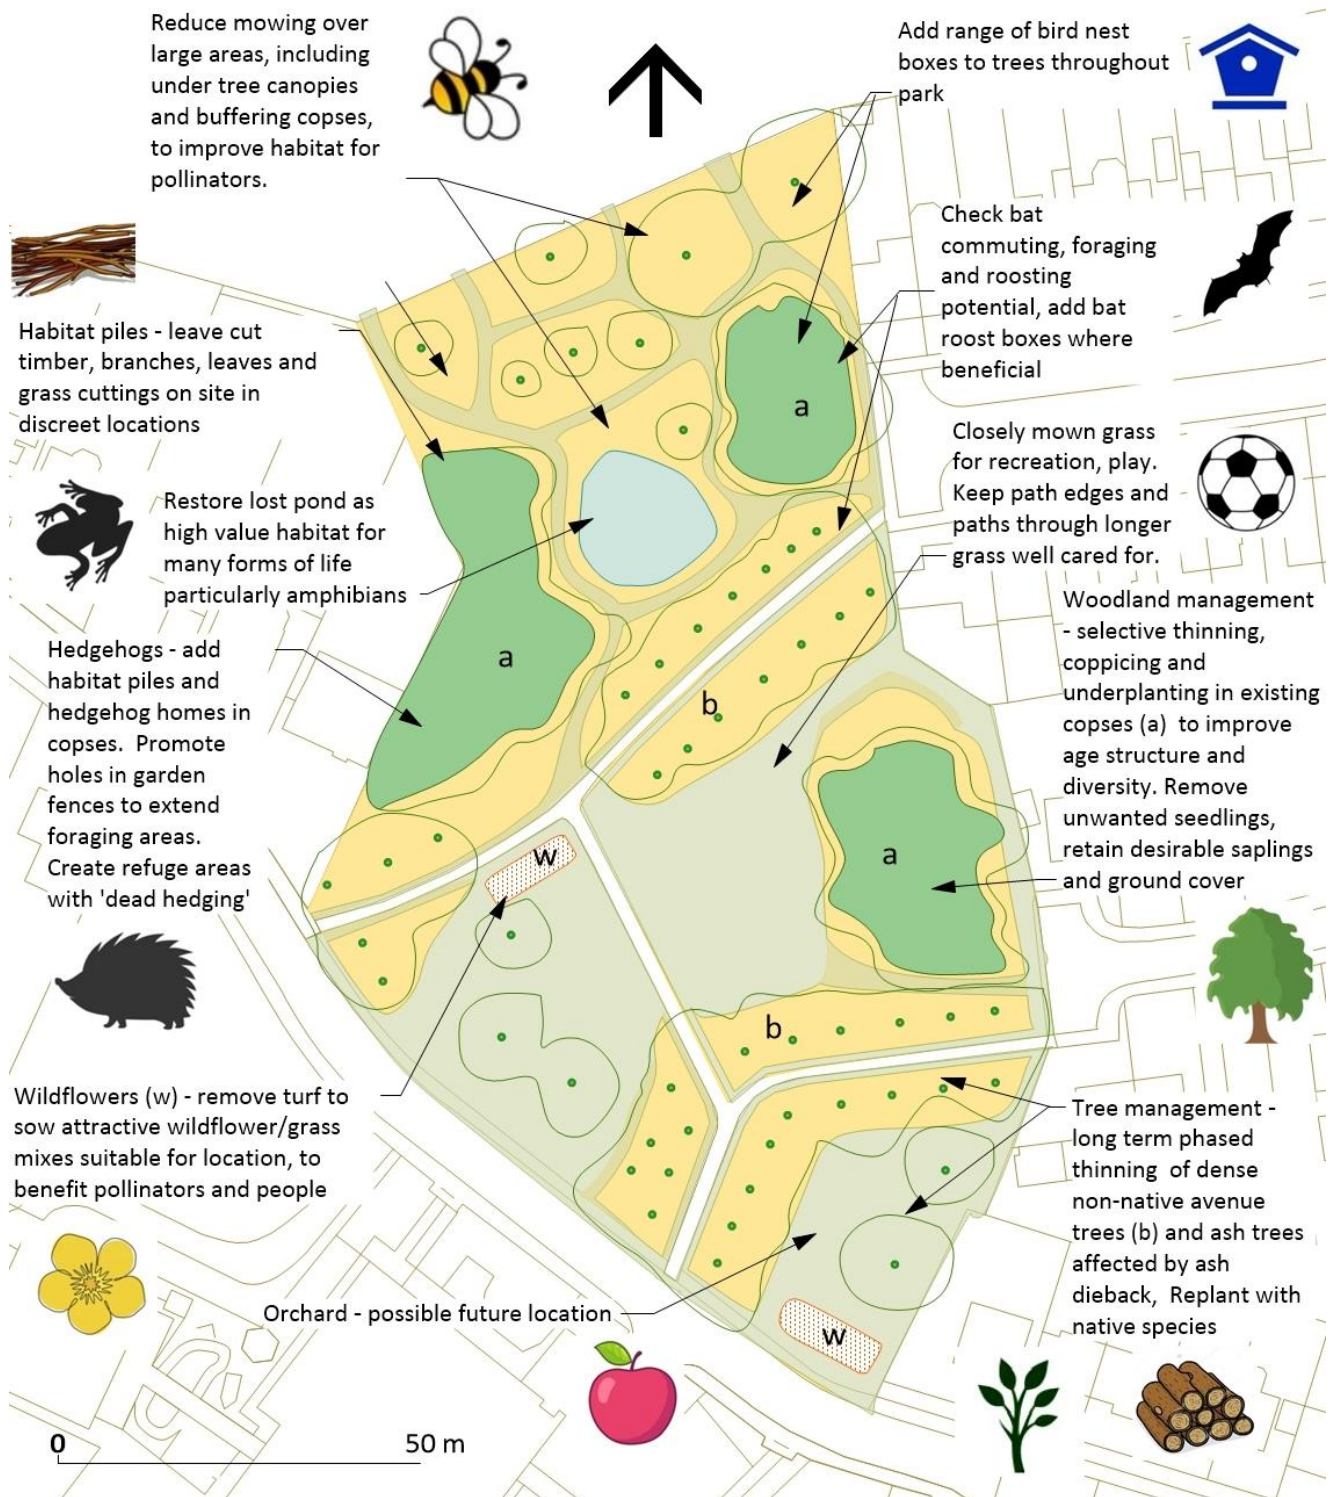 Reduce mowing over
large areas, including
under tree canopies
and buffering copses,
to improve habitat for
pollinators.
Add range of bird nest
boxes to trees throughout
park
Check bat
commuting, foraging
and roosting
potential, add bat
roost boxes where
beneficial
Habitat piles - leave cut
timber, branches, leaves and
grass cuttings on site in
discreet locations
a
Closely mown grass
for recreation, play.
Keep path edges and
paths through longer
grass well cared for.
Restore lost pond as
high value habitat for
many forms of life
particularly amphibians
Woodland management
- selective thinning,
coppicing and
underplanting in existing
copses (a)  to improve
age structure and
diversity. Remove
unwanted seedlings,
retain desirable saplings
and ground cover
Hedgehogs - add
habitat piles and
hedgehog homes in
copses.  Promote
holes in garden
fences to extend
foraging areas.
Create refuge areas
with 'dead hedging'
a
b
w
a
b
Wildflowers (w) - remove turf to
sow attractive wildflower/grass
mixes suitable for location, to
benefit pollinators and people
Tree management -
long term phased
thinning  of dense
non-native avenue
trees (b) and ash trees
affected by ash
dieback,  Replant with
native species
Orchard - possible future location
w
0
50 m